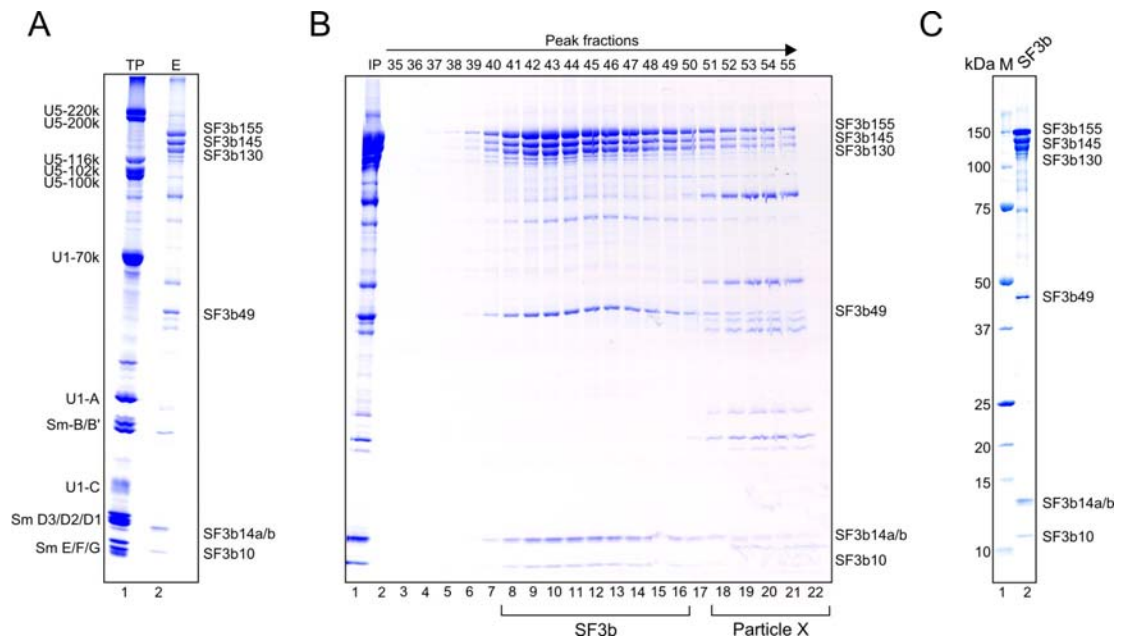 A
TP E
U5-220k
U5-200k
U5-116k
U5-102k
U5-100k
U1-70k
U1-A
Sm-B/B'
U1-C
Sm D3/D2/D1
Sm E/F/G
SF3b155
SF3b145
SF3b130
SF3b49
SF3b14a/b
SF3b10
1 2
B
Peak fractions
IP 35 36 37 38 39 40 41 42 43 44 45 46 47 48 49 50 51 52 53 54 55
SF3b155
SF3b145
SF3b130
SF3b49
SF3b14a/b
SF3b10
1 2 3 4 5 6 7 8 9 10 11 12 13 14 15 16 17 18 19 20 21 22
SF3b Particle X
C
kDa M SF3b
150
100
75
50
37
25
20
15
10
SF3b155
SF3b145
SF3b130
SF3b49
SF3b14a/b
SF3b10
1 2